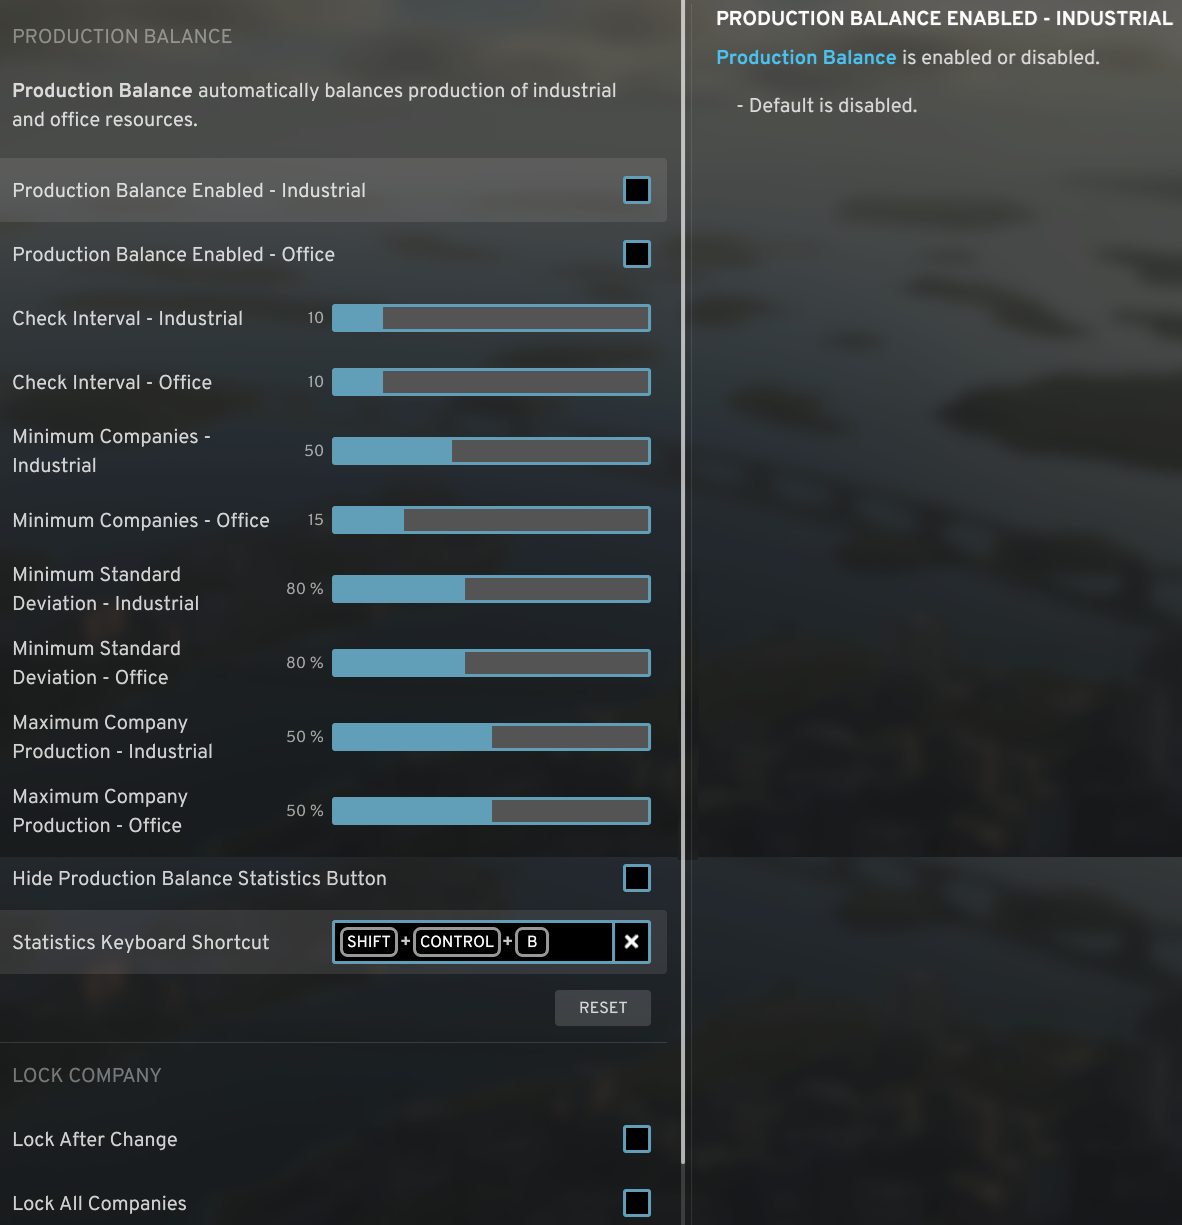 PRODUCTION BALANCE
Production Balance automatically balances production of industrial
and office resources.
Production Balance Enabled - Industrial
Production Balance Enabled - Office
Check Interval - Industrial 10
Check Interval - Office 10
Minimum Companies -
Industrial 50
Minimum Companies - Office 15
Minimum Standard
Deviation - Industrial 80 %
Minimum Standard
Deviation - Office 80 %
Maximum Company
Production - Industrial 50 %
Maximum Company
Production - Office 50 %
Hide Production Balance Statistics Button
Statistics Keyboard Shortcut SHIFT + CONTROL + B
RESET
LOCK COMPANY
Lock After Change
Lock All Companies
PRODUCTION BALANCE ENABLED - INDUSTRIAL
Production Balance is enabled or disabled.
- Default is disabled.